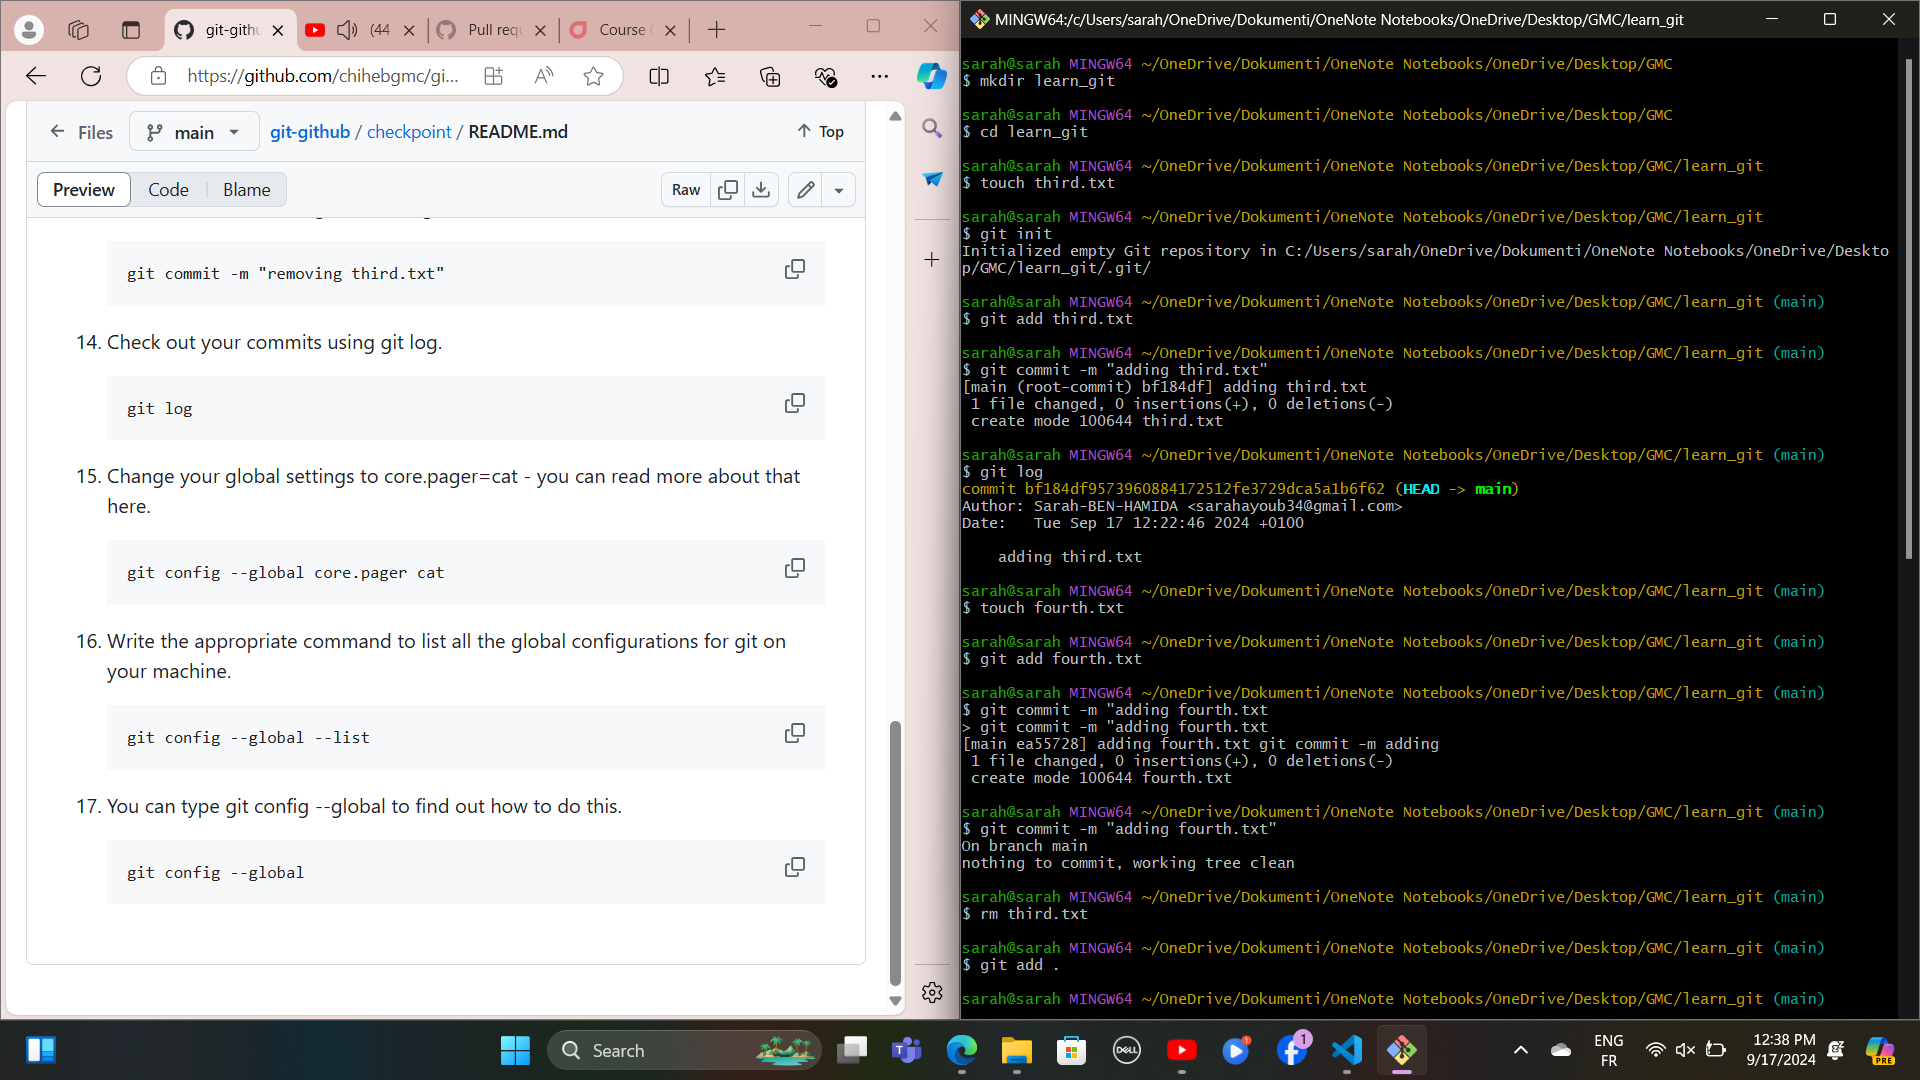 git-githu
(44
Pull requ
Course
https://github.com/chihebgmc/gi...
Files
main
git-github / checkpoint / README.md
Top
Preview
Code
Blame
Raw
git commit -m "removing third.txt"
14. Check out your commits using git log.
git log
15. Change your global settings to core.pager=cat - you can read more about that
here.
git config --global core.pager cat
16. Write the appropriate command to list all the global configurations for git on
your machine.
git config --global --list
17. You can type git config --global to find out how to do this.
git config --global
MINGW64:/c/Users/sarah/OneDrive/Dokumenti/OneNote Notebooks/OneDrive/Desktop/GMC/learn_git
sarah@sarah MINGW64 ~/OneDrive/Dokumenti/OneNote Notebooks/OneDrive/Desktop/GMC
$ mkdir learn_git
sarah@sarah MINGW64 ~/OneDrive/Dokumenti/OneNote Notebooks/OneDrive/Desktop/GMC
$ cd learn_git
sarah@sarah MINGW64 ~/OneDrive/Dokumenti/OneNote Notebooks/OneDrive/Desktop/GMC/learn_git
$ touch third.txt
sarah@sarah MINGW64 ~/OneDrive/Dokumenti/OneNote Notebooks/OneDrive/Desktop/GMC/learn_git
$ git init
Initialized empty Git repository in C:/Users/sarah/OneDrive/Dokumenti/OneNote Notebooks/OneDrive/Deskto
p/GMC/learn_git/.git/
sarah@sarah MINGW64 ~/OneDrive/Dokumenti/OneNote Notebooks/OneDrive/Desktop/GMC/learn_git (main)
$ git add third.txt
sarah@sarah MINGW64 ~/OneDrive/Dokumenti/OneNote Notebooks/OneDrive/Desktop/GMC/learn_git (main)
$ git commit -m "adding third.txt"
[main (root-commit) bf184df] adding third.txt
1 file changed, 0 insertions(+), 0 deletions(-)
create mode 100644 third.txt
sarah@sarah MINGW64 ~/OneDrive/Dokumenti/OneNote Notebooks/OneDrive/Desktop/GMC/learn_git (main)
$ git log
commit bf184df9573960884172512fe3729dca5a1b6f62 (HEAD -> main)
Author: Sarah-BEN-HAMIDA <sarahayoub34@gmail.com>
Date: Tue Sep 17 12:22:46 2024 +0100
adding third.txt
sarah@sarah MINGW64 ~/OneDrive/Dokumenti/OneNote Notebooks/OneDrive/Desktop/GMC/learn_git (main)
$ touch fourth.txt
sarah@sarah MINGW64 ~/OneDrive/Dokumenti/OneNote Notebooks/OneDrive/Desktop/GMC/learn_git (main)
$ git add fourth.txt
sarah@sarah MINGW64 ~/OneDrive/Dokumenti/OneNote Notebooks/OneDrive/Desktop/GMC/learn_git (main)
$ git commit -m "adding fourth.txt
> git commit -m "adding fourth.txt
[main ea55728] adding fourth.txt git commit -m adding
1 file changed, 0 insertions(+), 0 deletions(-)
create mode 100644 fourth.txt
sarah@sarah MINGW64 ~/OneDrive/Dokumenti/OneNote Notebooks/OneDrive/Desktop/GMC/learn_git (main)
$ git commit -m "adding fourth.txt"
On branch main
nothing to commit, working tree clean
sarah@sarah MINGW64 ~/OneDrive/Dokumenti/OneNote Notebooks/OneDrive/Desktop/GMC/learn_git (main)
$ rm third.txt
sarah@sarah MINGW64 ~/OneDrive/Dokumenti/OneNote Notebooks/OneDrive/Desktop/GMC/learn_git (main)
$ git add .
sarah@sarah MINGW64 ~/OneDrive/Dokumenti/OneNote Notebooks/OneDrive/Desktop/GMC/learn_git (main)
Search
DELL
1
ENG
FR
12:38 PM
9/17/2024
PRE